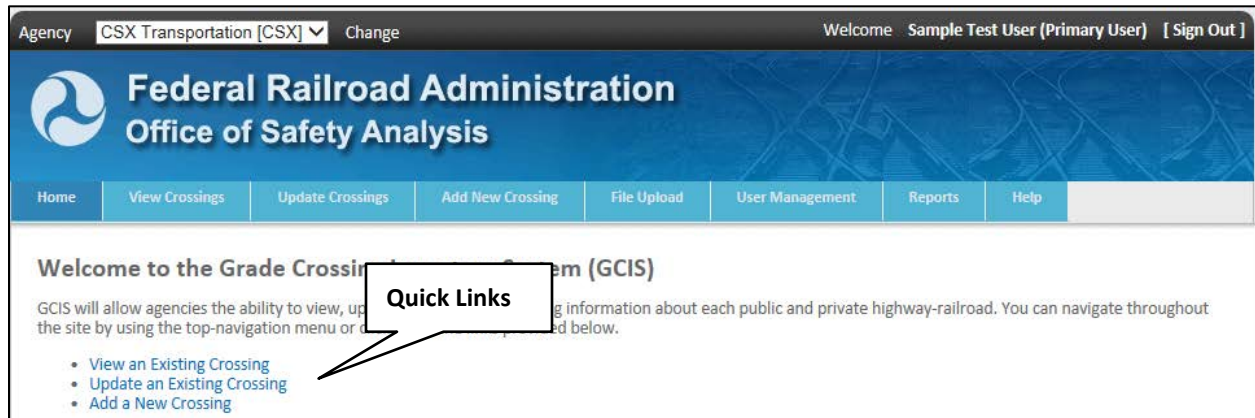 Agency CSX Transportation [CSX] Change Welcome Sample Test User (Primary User) [ Sign Out ]
Federal Railroad Administration
Office of Safety Analysis
Home View Crossings Update Crossings Add New Crossing File Upload User Management Reports Help
Welcome to the Grade Crossing System (GCIS)
Quick Links
GCIS will allow agencies the ability to view, information about each public and private highway-railroad. You can navigate throughout
the site by using the top-navigation menu or below.
• View an Existing Crossing
• Update an Existing Crossing
• Add a New Crossing